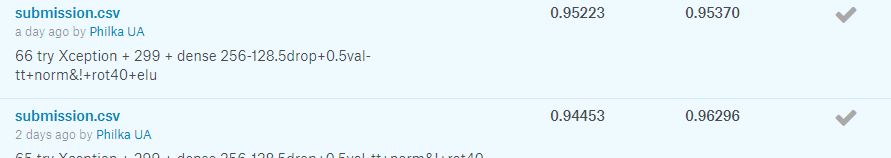 submission.csv 0.95223 0.95370
a day ago by Philka UA
66 try Xception + 299 + dense 256-128.5drop+0.5val-
tt+norm&!+rot40+elu
submission.csv 0.94453 0.96296
2 days ago by Philka UA
65 try Xception + 299 + dense 256-128.5drop+0.5val-tt+norm&!+rot40